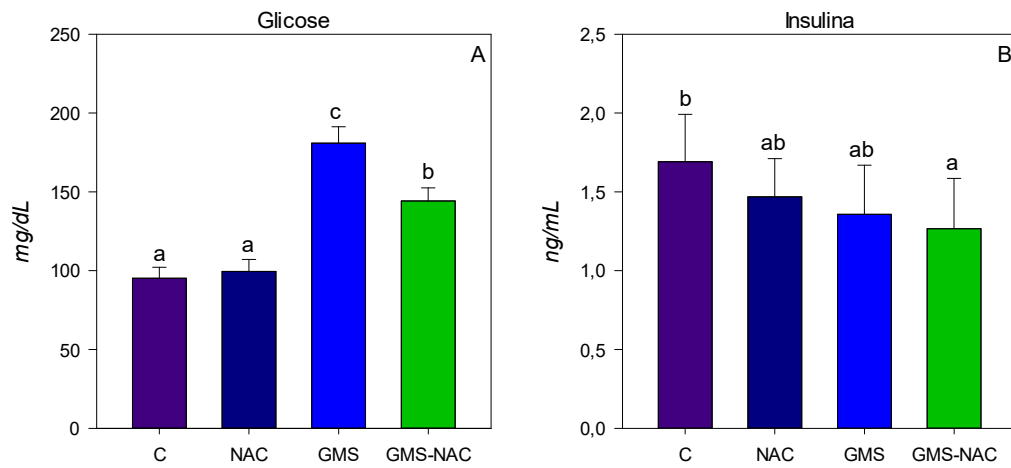 Glicose
A
250
200
150
100
50
0
mg/dL
a
a
c
b
C NAC GMS GMS-NAC
Insulina
B
2,5
2,0
1,5
1,0
0,5
0,0
ng/mL
b
ab
ab
a
C NAC GMS GMS-NAC